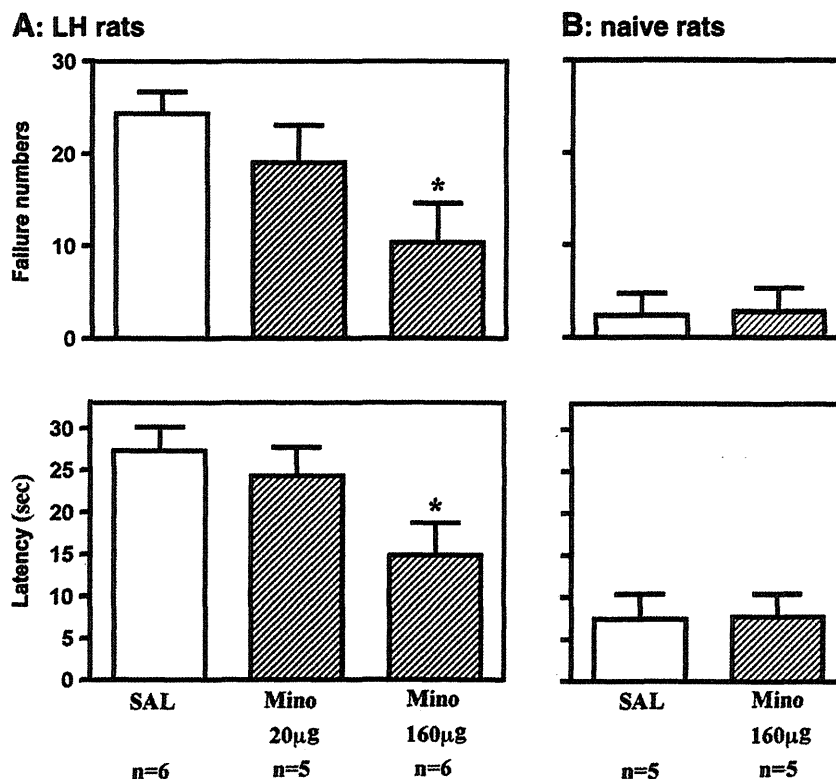 A: LH rats
B: naive rats
Failure numbers
30
20
10
0
*
Latency (sec)
30
25
20
15
10
5
0
*
SAL
Mino
20μg
Mino
160μg
SAL
Mino
160μg
n=6
n=5
n=6
n=5
n=5